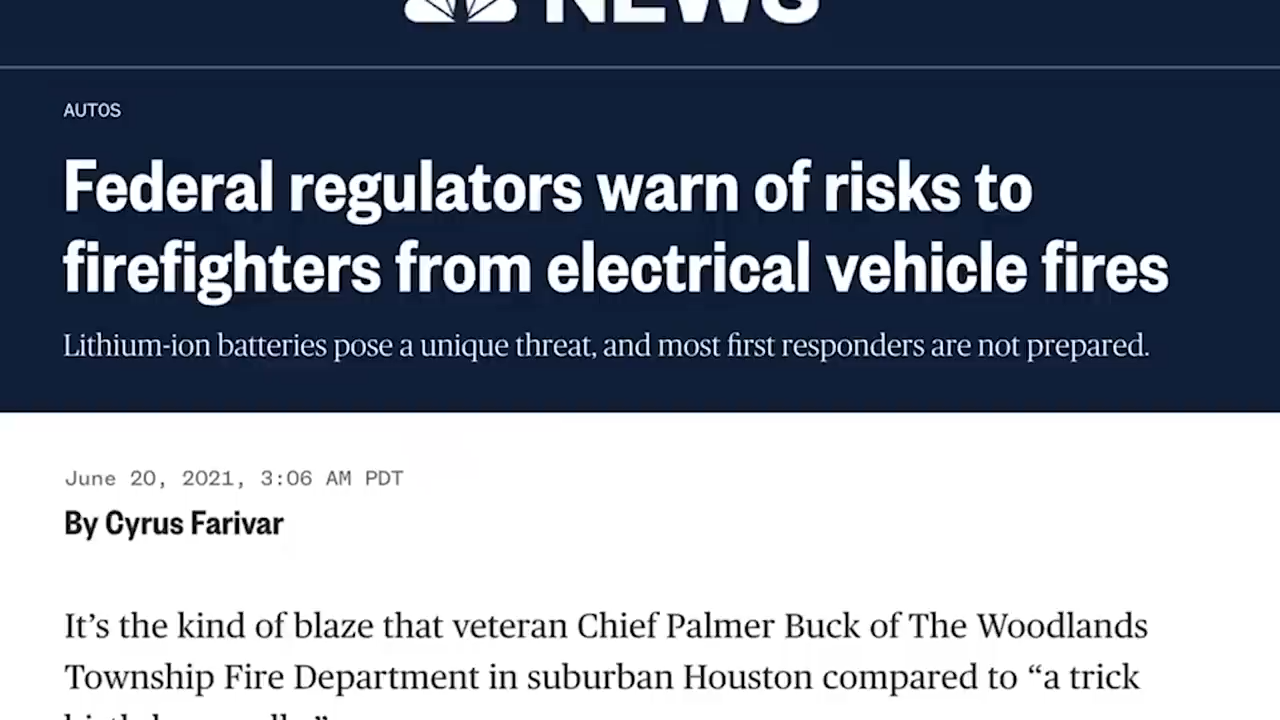 NEWS
AUTOS
Federal regulators warn of risks to
firefighters from electrical vehicle fires
Lithium-ion batteries pose a unique threat, and most first responders are not prepared.
June 20, 2021, 3:06 AM PDT
By Cyrus Farivar
It’s the kind of blaze that veteran Chief Palmer Buck of The Woodlands
Township Fire Department in suburban Houston compared to “a trick